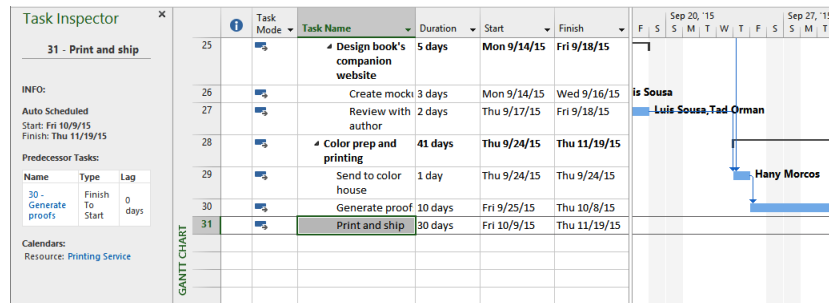 Task Inspector ×
31 - Print and ship
INFO:
Auto Scheduled
Start: Fri 10/9/15
Finish: Thu 11/19/15
Predecessor Tasks:
Name Type Lag
30 - Generate proofs Finish To Start 0 days
Calendars:
Resource: Printing Service
GANTT CHART
Task Mode Task Name Duration Start Finish
25 Design book's companion website 5 days Mon 9/14/15 Fri 9/18/15
26 Create mocku 3 days Mon 9/14/15 Wed 9/16/15
27 Review with author 2 days Thu 9/17/15 Fri 9/18/15
28 Color prep and printing 41 days Thu 9/24/15 Thu 11/19/15
29 Send to color house 1 day Thu 9/24/15 Thu 9/24/15
30 Generate proof 10 days Fri 9/25/15 Thu 10/8/15
31 Print and ship 30 days Fri 10/9/15 Thu 11/19/15
Sep 20, '15 Sep 27, '15
F S S M T W T F S S M T
is Sousa
Luis Sousa,Tad Orman
Hany Morcos